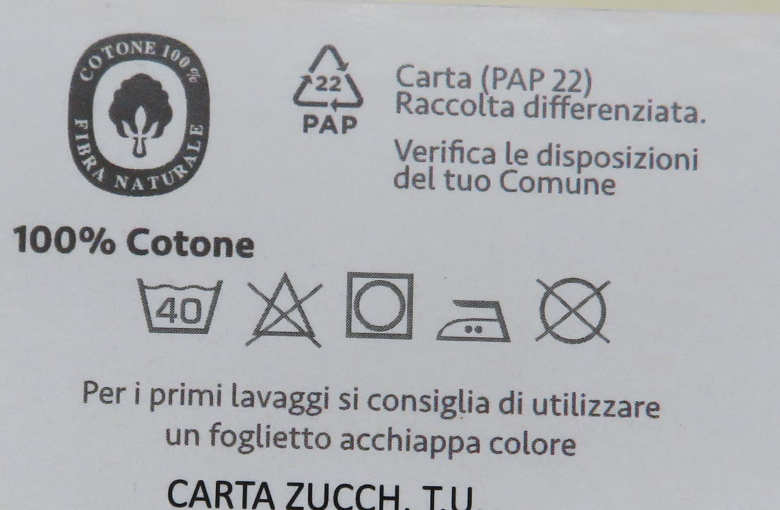 COTONE 100%
FIBRA NATURALE
22
PAP
Carta (PAP 22)
Raccolta differenziata.
Verifica le disposizioni
del tuo Comune
100% Cotone
40
Per i primi lavaggi si consiglia di utilizzare
un foglietto acchiappa colore
CARTA ZUCCH. T.U.